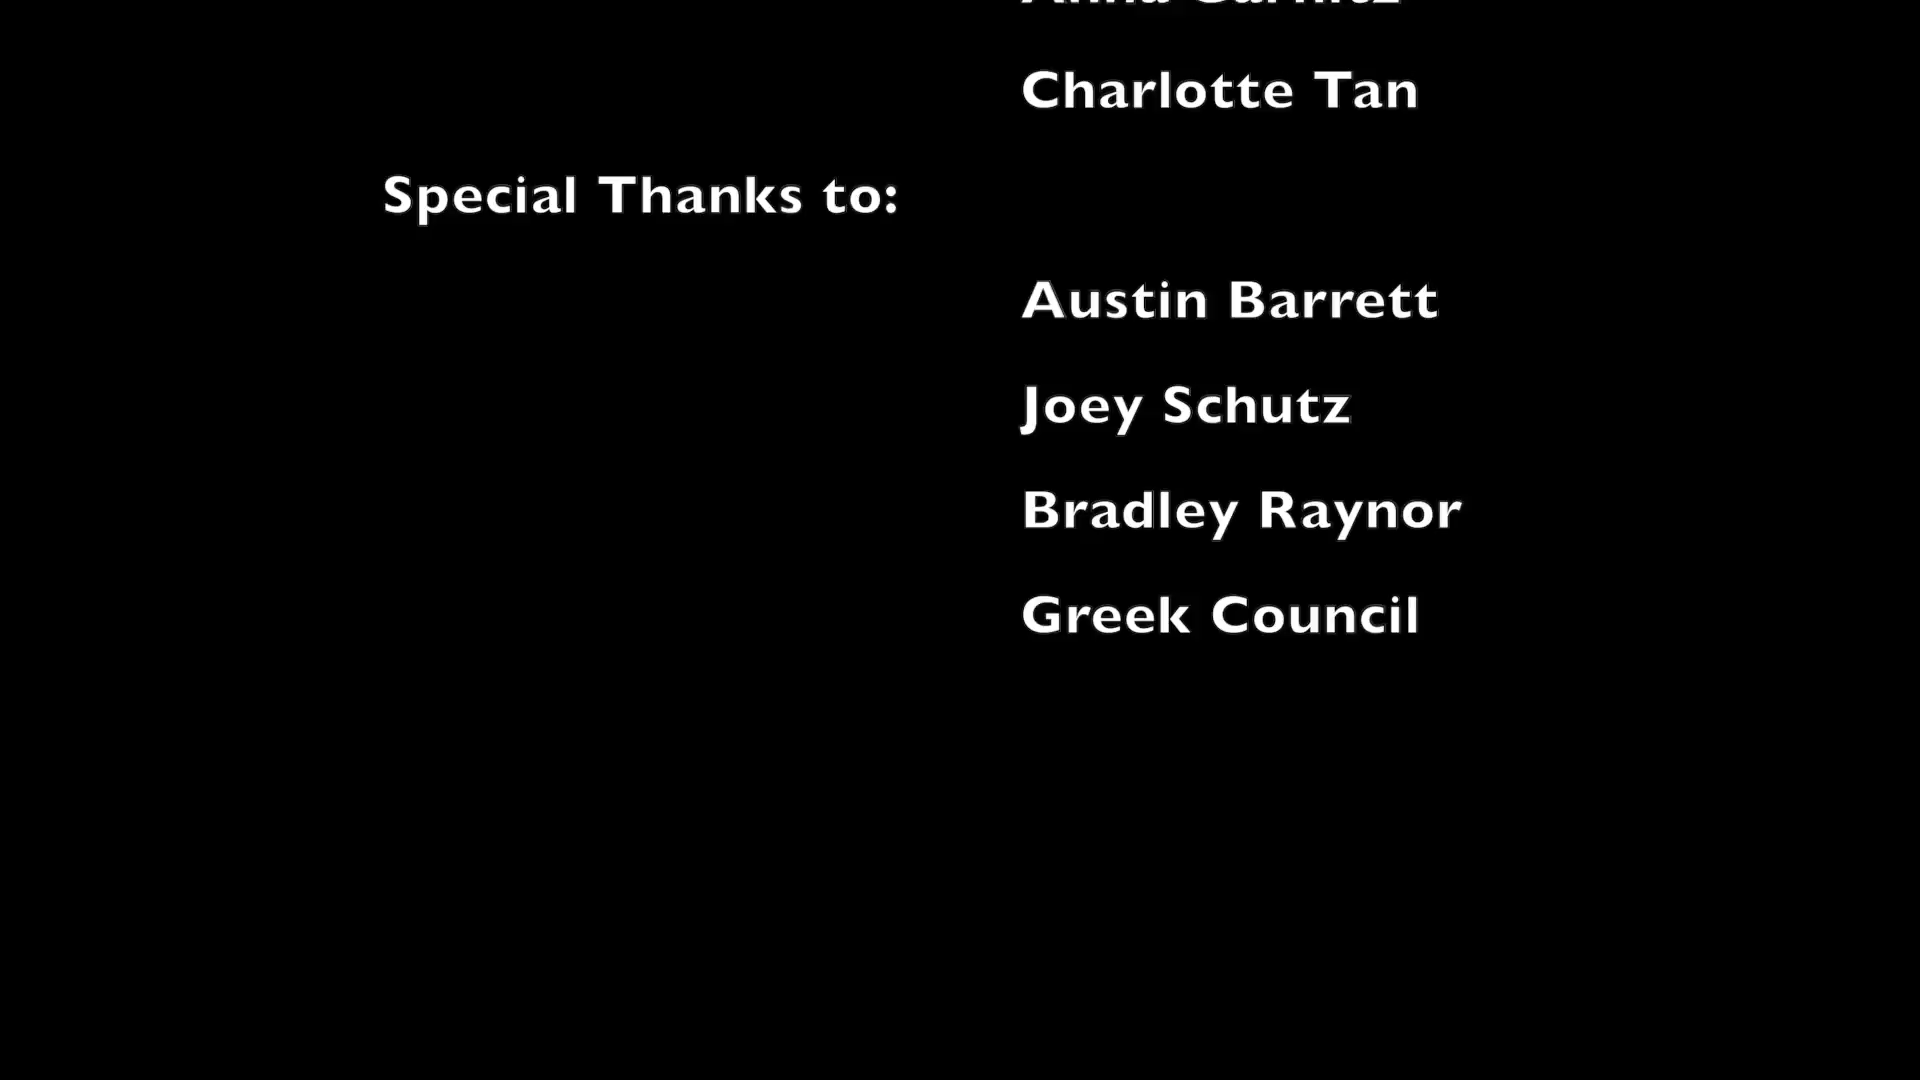 Charlotte Tan
Special Thanks to:
Austin Barrett
Joey Schutz
Bradley Raynor
Greek Council